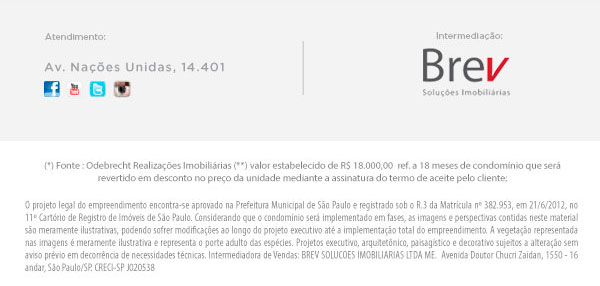 Atendimento:
Intermediação:
Av. Nações Unidas, 14.401
Brev
Soluções Imobiliárias
(*) Fonte : Odebrecht Realizações Imobiliárias (**) valor estabelecido de R$ 18.000,00 ref. a 18 meses de condomínio que será
revertido em desconto no preço da unidade mediante a assinatura do termo de aceite pelo cliente;
O projeto legal do empreendimento encontra-se aprovado na Prefeitura Municipal de São Paulo e registrado sob o R.3 da Matrícula nº 382.953, em 21/6/2012, no
11º Cartório de Registro de Imóveis de São Paulo. Considerando que o condomínio será implementado em fases, as imagens e perspectivas contidas neste material
são meramente ilustrativas, podendo sofrer modificações ao longo do projeto executivo até a implementação total do empreendimento. A vegetação representada
nas imagens é meramente ilustrativa e representa o porte adulto das espécies. Projetos executivo, arquitetônico, paisagístico e decorativo sujeitos a alteração sem
aviso prévio em decorrência de necessidades técnicas. Intermediadora de Vendas: BREV SOLUCOES IMOBILIARIAS LTDA ME. Avenida Doutor Chucri Zaidan, 1550 - 16
andar, São Paulo/SP. CRECI-SP J020538